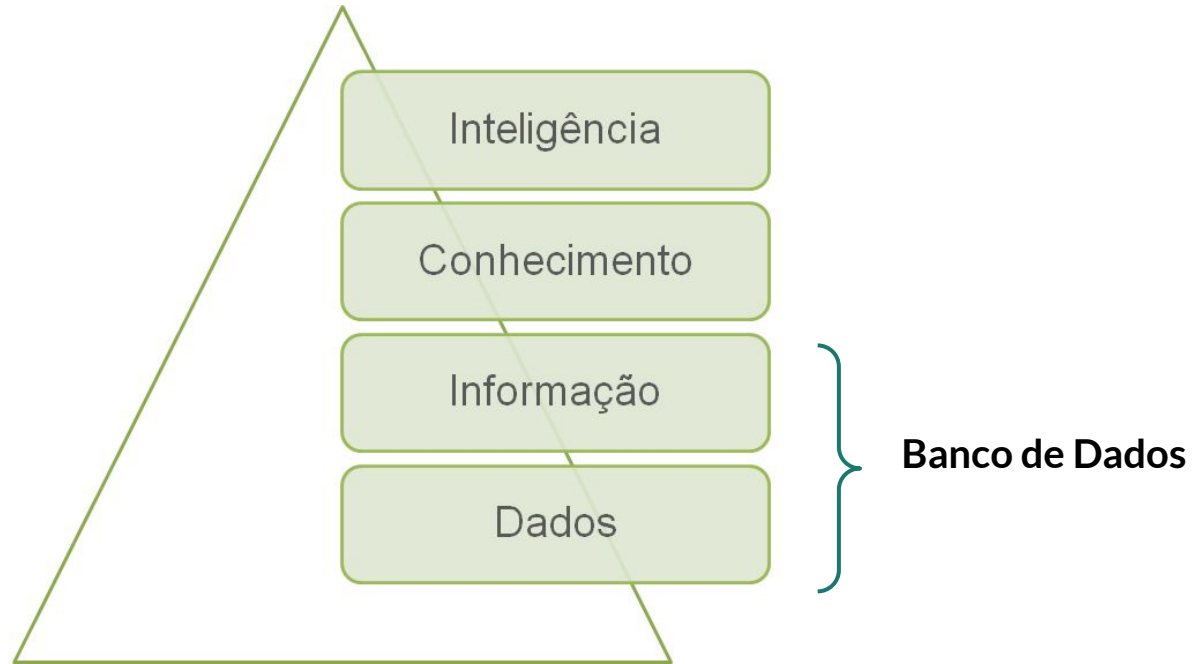 Inteligência
Conhecimento
Informação
Dados
Banco de Dados